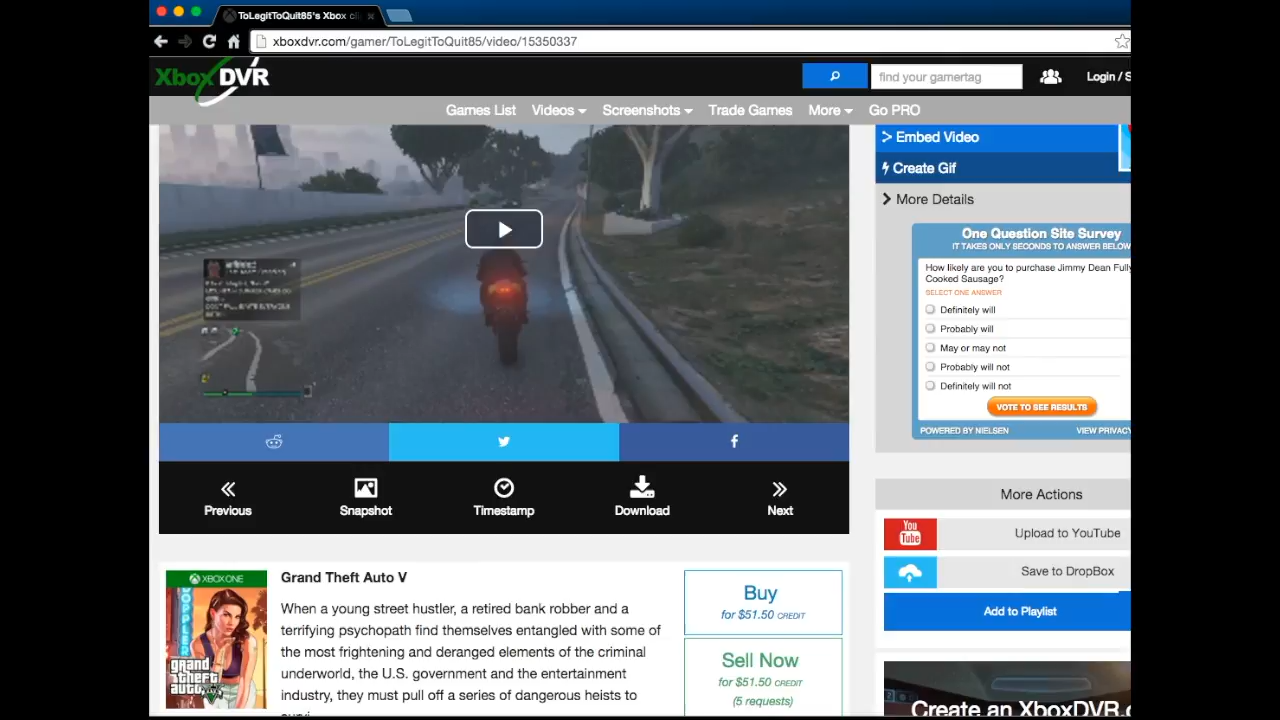 ToLegitToQuit85's Xbox cl
xboxdvr.com/gamer/ToLegitToQuit85/video/15350337
Xbox DVR
find your gamertag
Login / S
Games List
Videos
Screenshots
Trade Games
More
Go PRO
Embed Video
Create Gif
More Details
One Question Site Survey
IT TAKES ONLY SECONDS TO ANSWER BELOW
How likely are you to purchase Jimmy Dean Fully
Cooked Sausage?
SELECT ONE ANSWER
Definitely will
Probably will
May or may not
Probably will not
Definitely will not
VOTE TO SEE RESULTS
POWERED BY NIELSEN
VIEW PRIVACY
Previous
Snapshot
Timestamp
Download
Next
More Actions
You
Tube
Upload to YouTube
Save to DropBox
Add to Playlist
XBOX ONE
grand
theft
auto
V
Grand Theft Auto V
When a young street hustler, a retired bank robber and a
terrifying psychopath find themselves entangled with some of
the most frightening and deranged elements of the criminal
underworld, the U.S. government and the entertainment
industry, they must pull off a series of dangerous heists to
Buy
for $51.50 CREDIT
Sell Now
for $51.50 CREDIT
(5 requests)
Create an XboxDVR.c